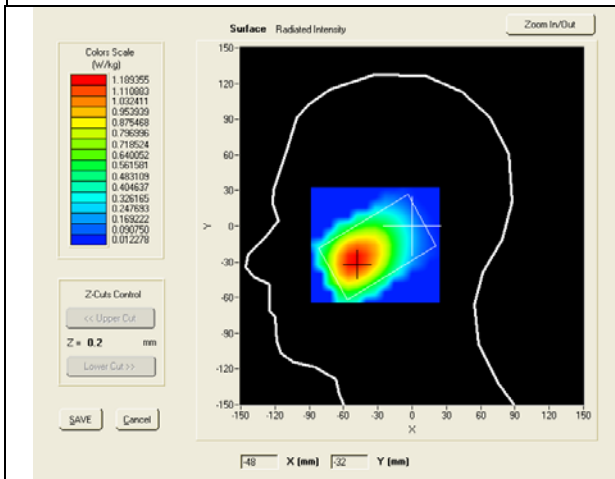 Surface Radiated Intensity
Zoom In/Out
Colors Scale
(W/kg)
1.189355
1.110883
1.032411
0.953939
0.875468
0.796996
0.718524
0.640052
0.561581
0.483109
0.404637
0.326165
0.247693
0.169222
0.090750
0.012278
Z-Cuts Control
<< Upper Cut
Z = 0.2 mm
Lower Cut >>
SAVE
Cancel
150
120
90
60
30
0
-30
-60
-90
-120
-150
Y
-150 -120 -90 -60 -30 0 30 60 90 120 150
X
-48 X (mm) -32 Y (mm)